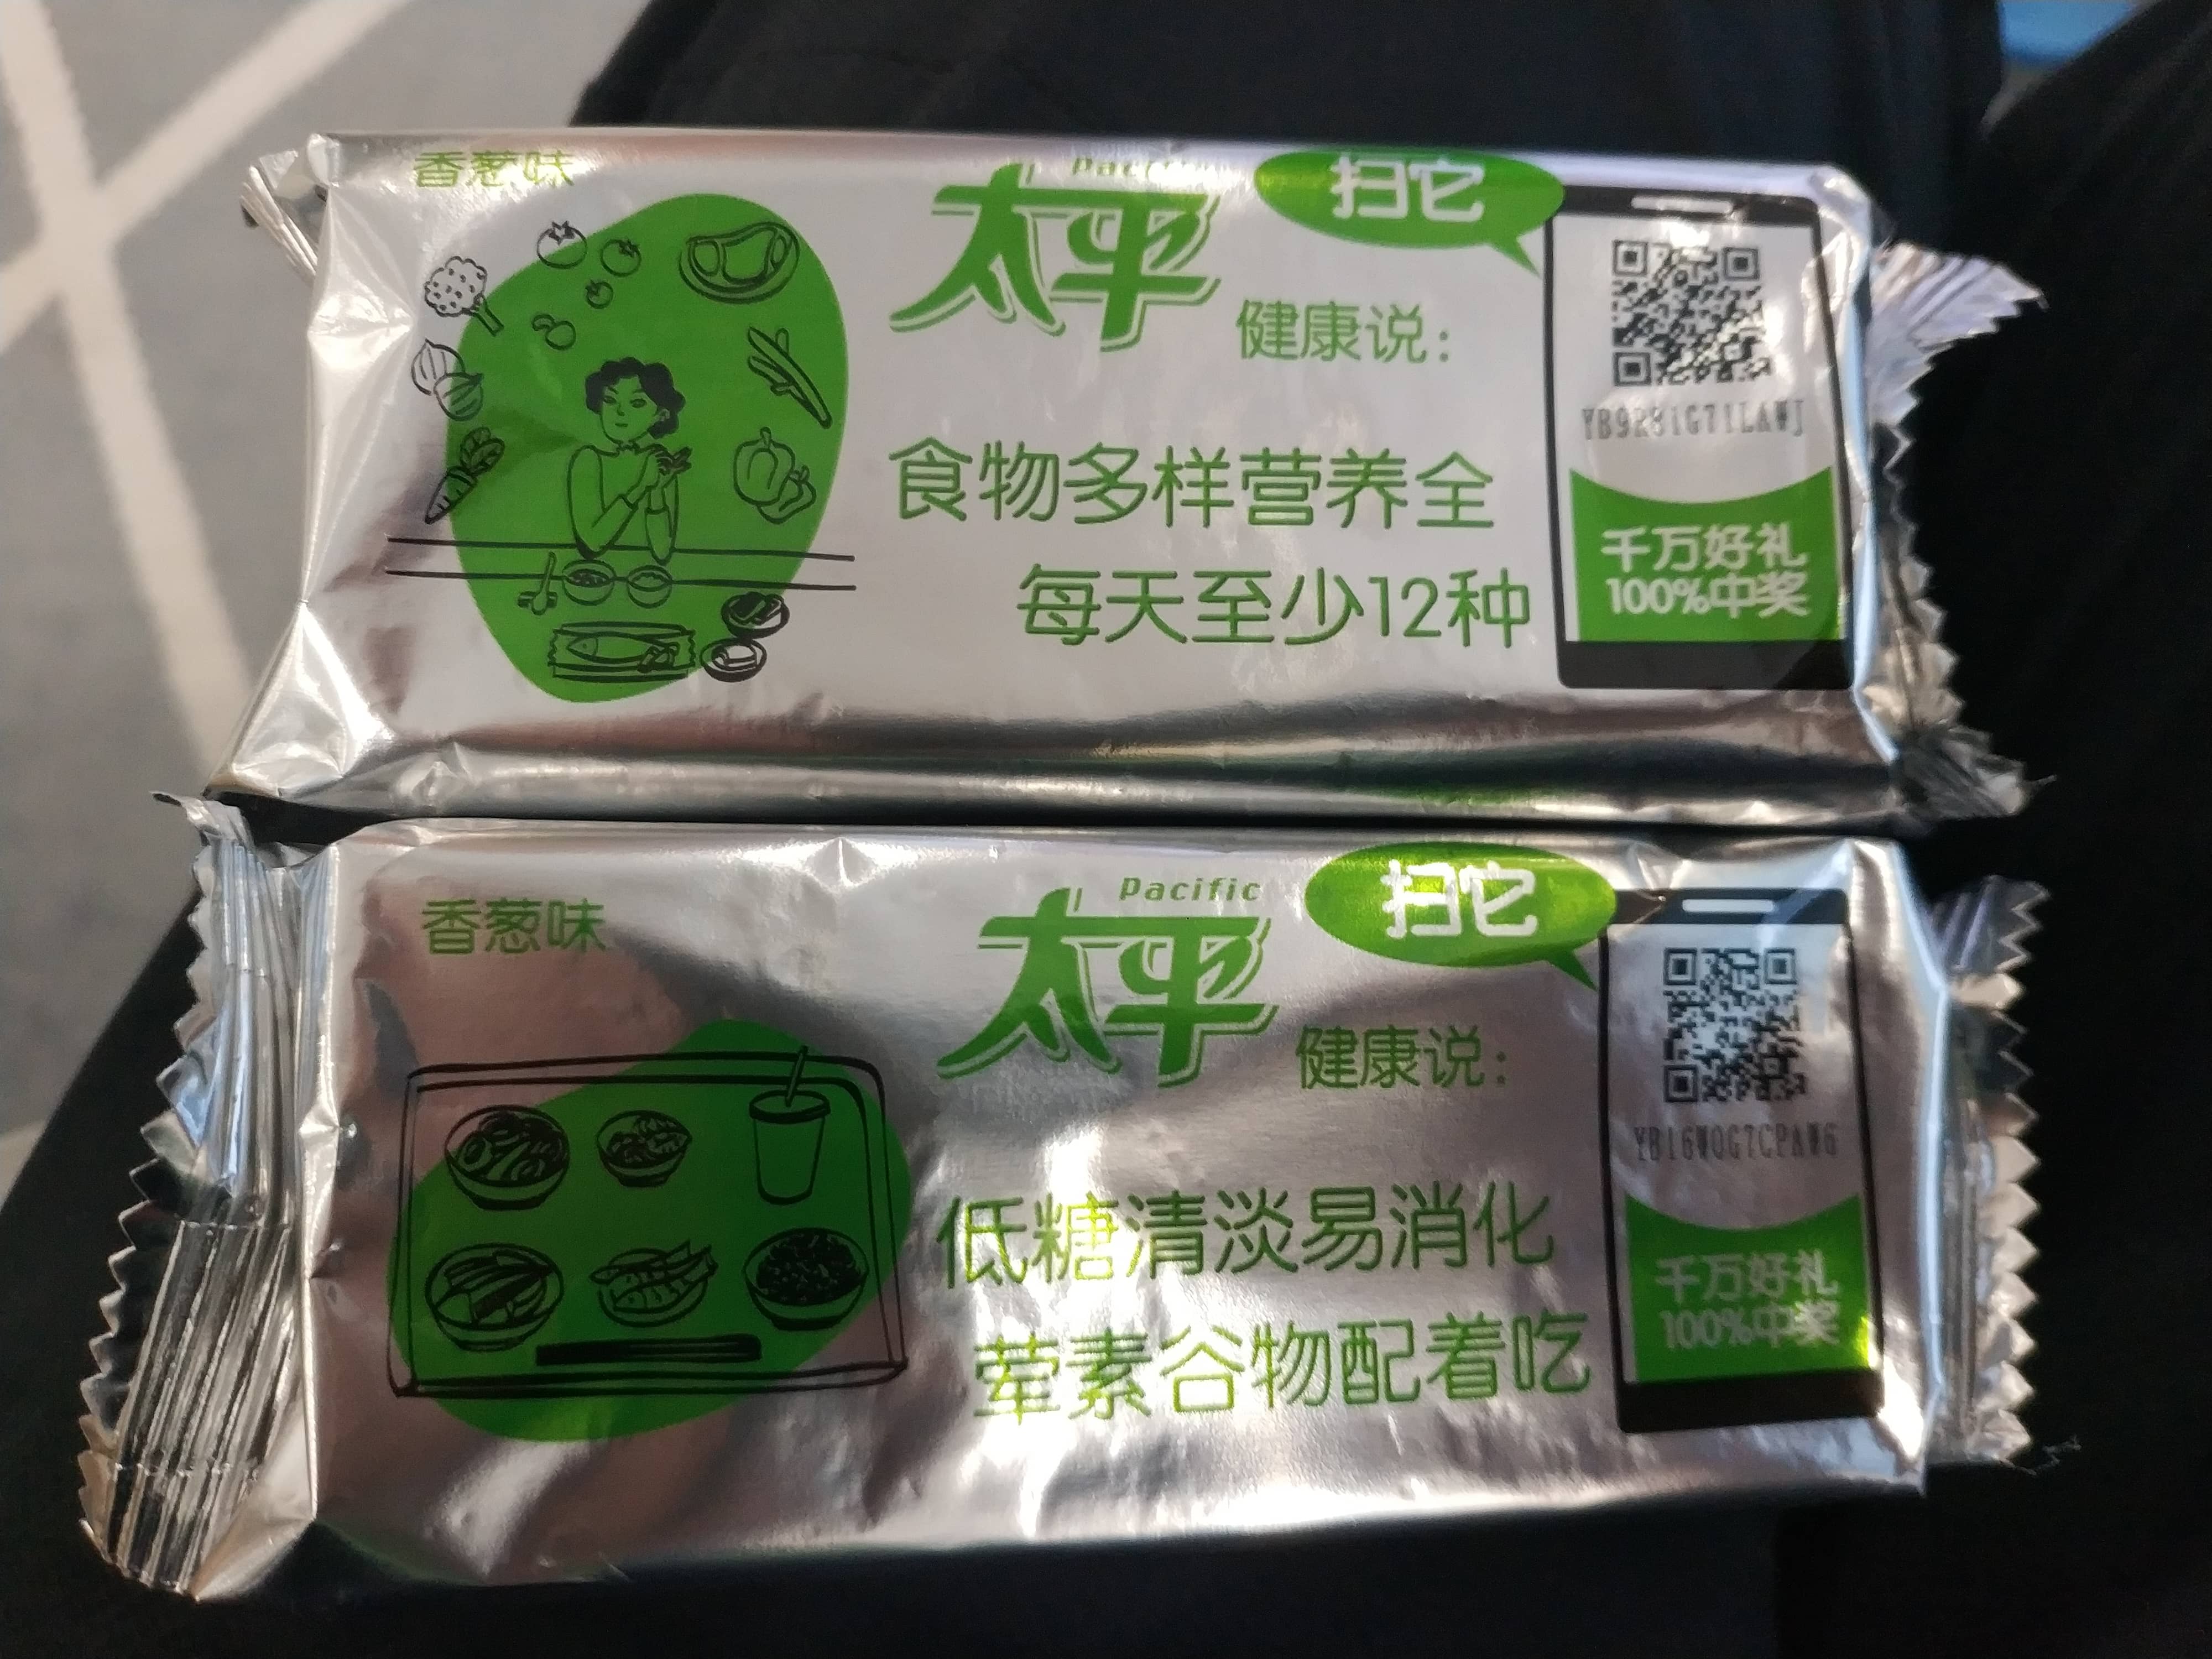 香葱味
Pacific
太平
扫它
健康说：
食物多样营养全
每天至少12种
YB9R81G71LAWJ
千万好礼
100%中奖
香葱味
Pacific
太平
扫它
健康说：
低糖清淡易消化
荤素谷物配着吃
YB16WOG7CPAW6
千万好礼
100%中奖